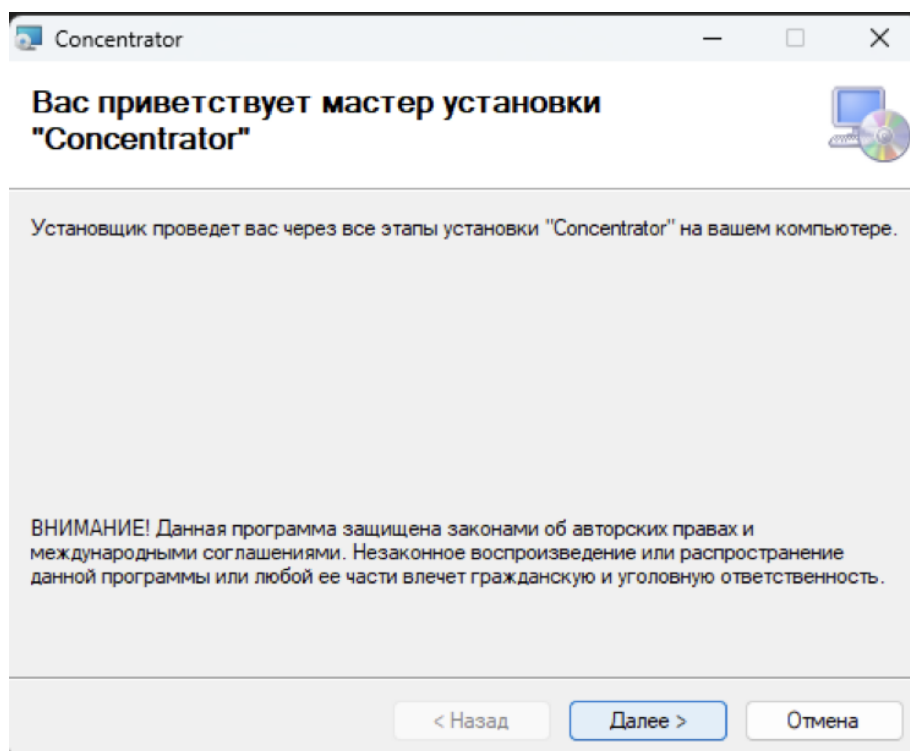 Concentrator
Вас приветствует мастер установки
"Concentrator"
Установщик проведет вас через все этапы установки "Concentrator" на вашем компьютере.
ВНИМАНИЕ! Данная программа защищена законами об авторских правах и
международными соглашениями. Незаконное воспроизведение или распространение
данной программы или любой ее части влечет гражданскую и уголовную ответственность.
< Назад
Далее >
Отмена